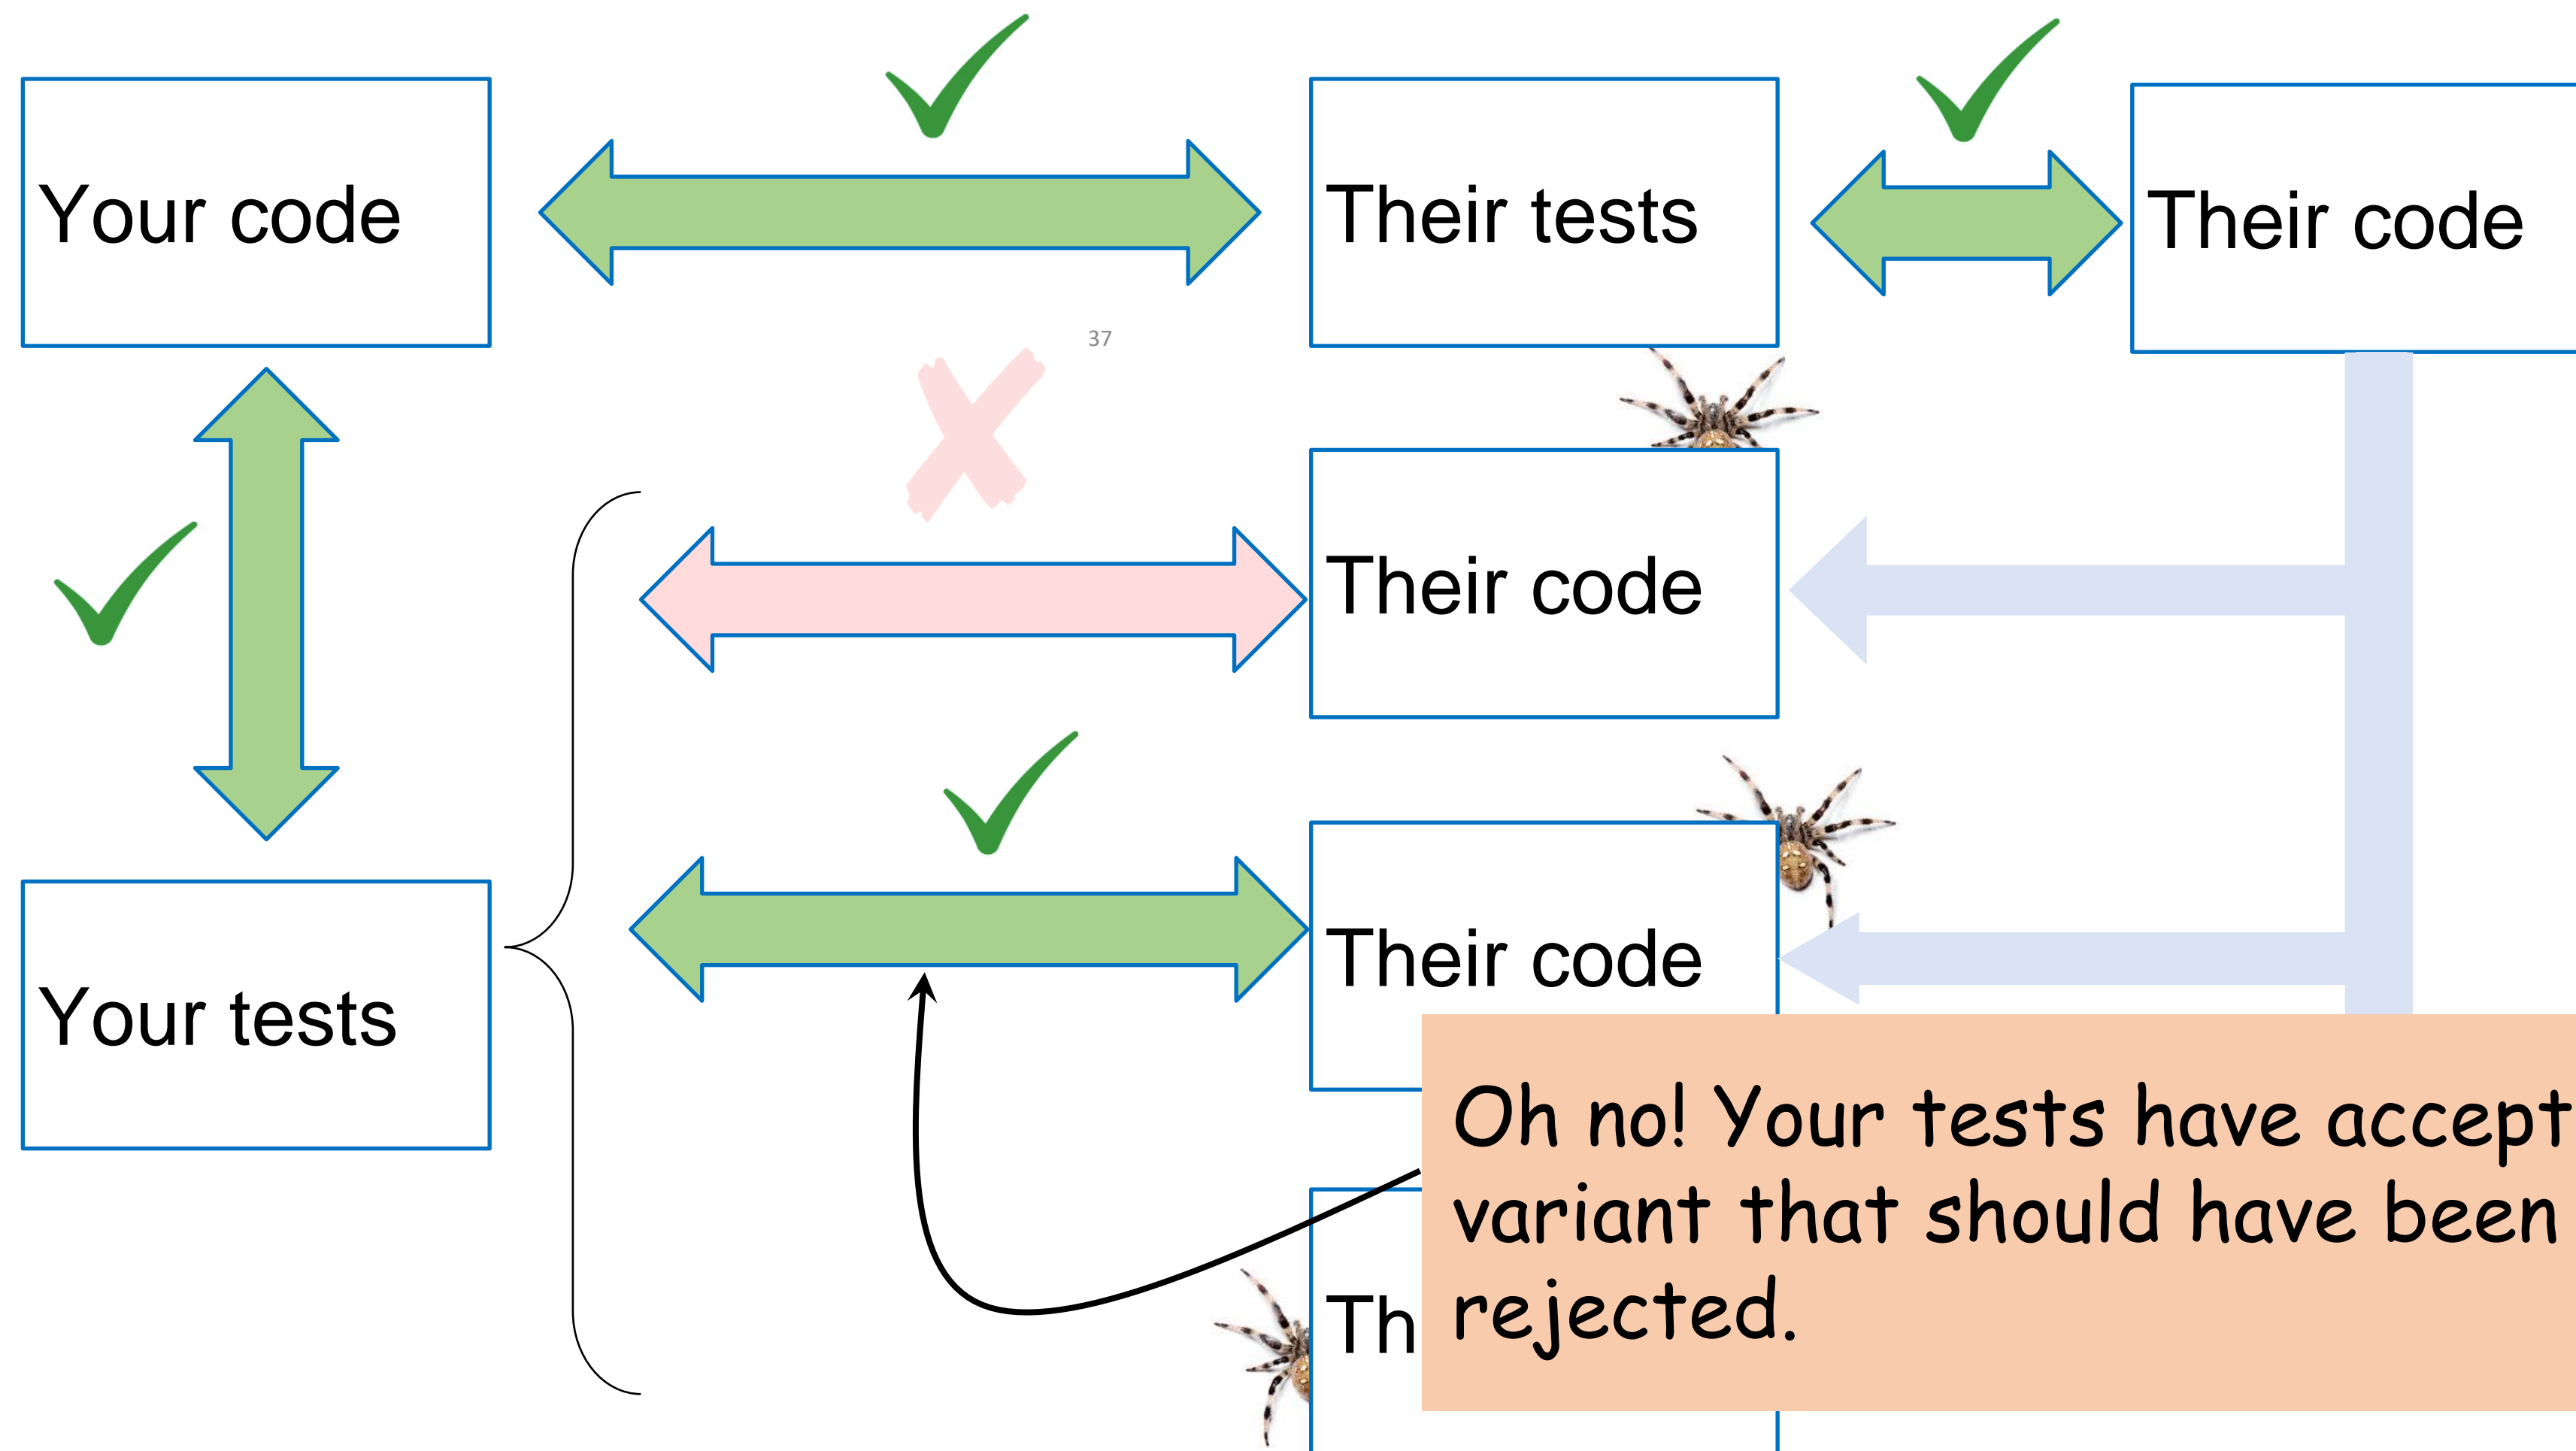 Your code
Their tests
Their code
37
Their code
Their code
Your tests
Oh no! Your tests have accept
variant that should have been
rejected.
Th